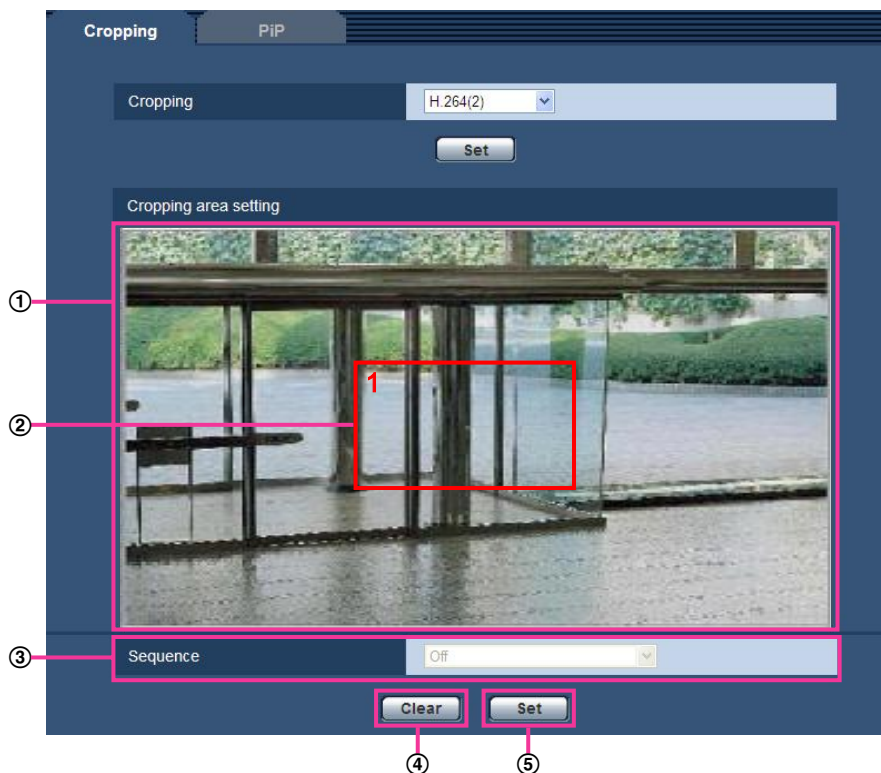 Cropping PiP
Cropping H.264(2)
Set
Cropping area setting
①
1
②
③ Sequence Off
Clear Set
④ ⑤